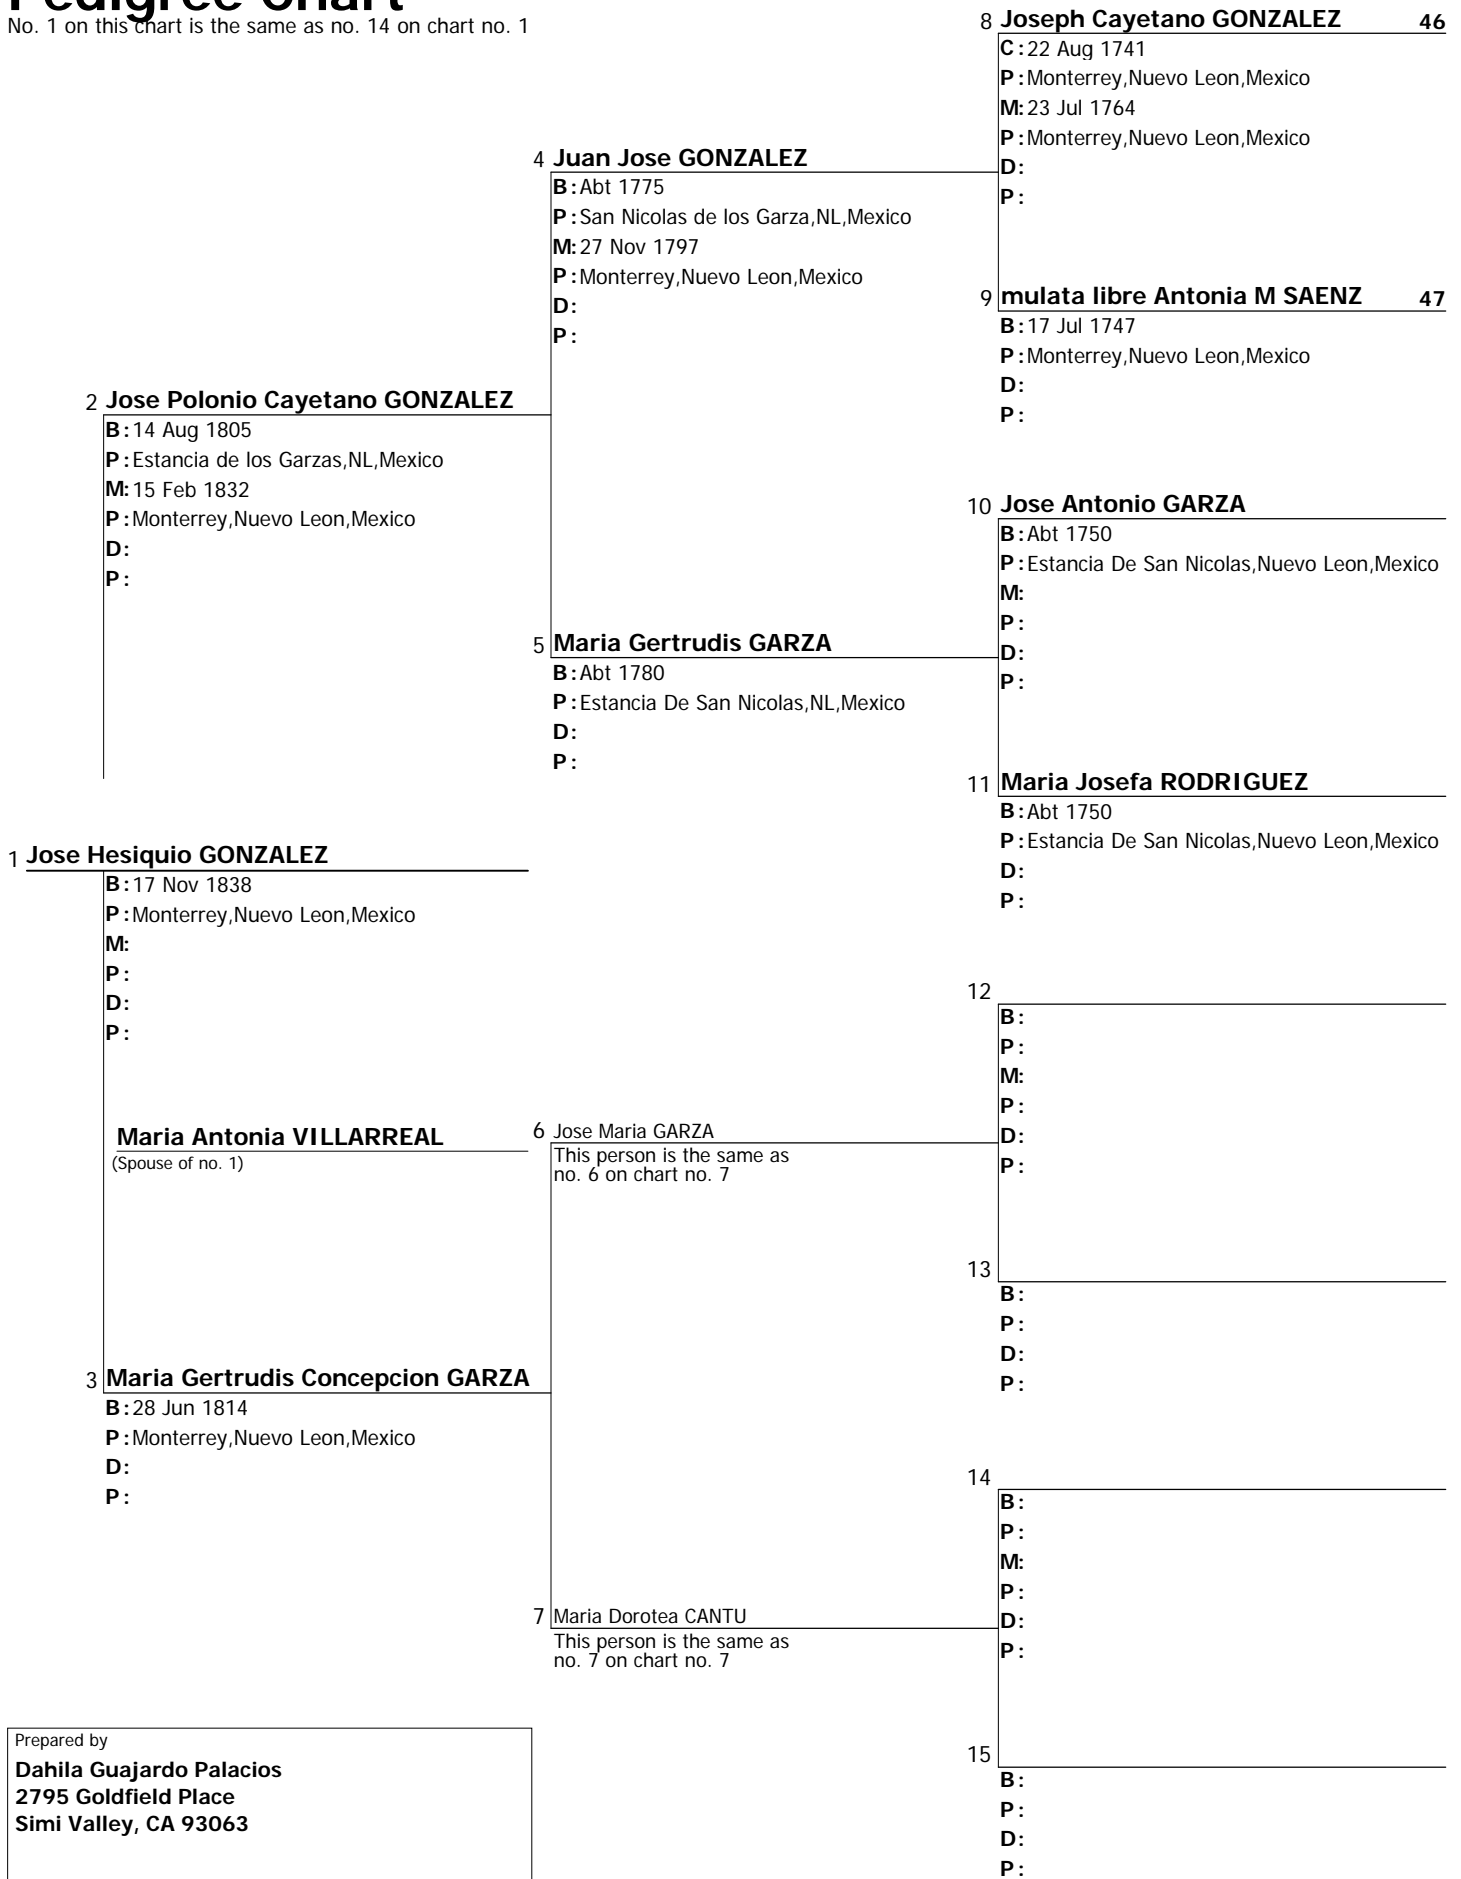 Pedigree Chart
No. 1 on this chart is the same as no. 14 on chart no. 1
8 Joseph Cayetano GONZALEZ 46
C: 22 Aug 1741
P: Monterrey,Nuevo Leon,Mexico
M: 23 Jul 1764
P: Monterrey,Nuevo Leon,Mexico
D:
P:
4 Juan Jose GONZALEZ
B: Abt 1775
P: San Nicolas de los Garza,NL,Mexico
M: 27 Nov 1797
P: Monterrey,Nuevo Leon,Mexico
D:
P:
9 mulata libre Antonia M SAENZ 47
B: 17 Jul 1747
P: Monterrey,Nuevo Leon,Mexico
D:
P:
2 Jose Polonio Cayetano GONZALEZ
B: 14 Aug 1805
P: Estancia de los Garzas,NL,Mexico
M: 15 Feb 1832
P: Monterrey,Nuevo Leon,Mexico
D:
P:
10 Jose Antonio GARZA
B: Abt 1750
P: Estancia De San Nicolas,Nuevo Leon,Mexico
M:
P:
D:
P:
5 Maria Gertrudis GARZA
B: Abt 1780
P: Estancia De San Nicolas,NL,Mexico
D:
P:
11 Maria Josefa RODRIGUEZ
B: Abt 1750
P: Estancia De San Nicolas,Nuevo Leon,Mexico
D:
P:
1 Jose Hesiquio GONZALEZ
B: 17 Nov 1838
P: Monterrey,Nuevo Leon,Mexico
M:
P:
D:
P:
12
B:
P:
M:
P:
D:
P:
Maria Antonia VILLARREAL
(Spouse of no. 1)
6 Jose Maria GARZA
This person is the same as
no. 6 on chart no. 7
13
B:
P:
D:
P:
3 Maria Gertrudis Concepcion GARZA
B: 28 Jun 1814
P: Monterrey,Nuevo Leon,Mexico
D:
P:
14
B:
P:
M:
P:
D:
P:
7 Maria Dorotea CANTU
This person is the same as
no. 7 on chart no. 7
15
B:
P:
D:
P:
Prepared by
Dahila Guajardo Palacios
2795 Goldfield Place
Simi Valley, CA 93063